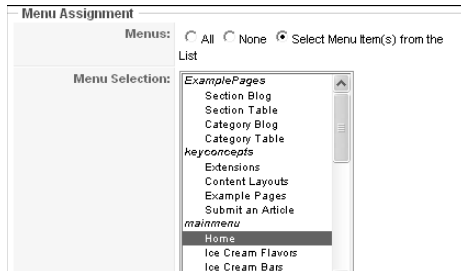 Menu Assignment
Menus: All None Select Menu Item(s) from the
List
Menu Selection: ExamplePages
Section Blog
Section Table
Category Blog
Category Table
keyconcepts
Extensions
Content Layouts
Example Pages
Submit an Article
mainmenu
Home
Ice Cream Flavors
Ice Cream Bars